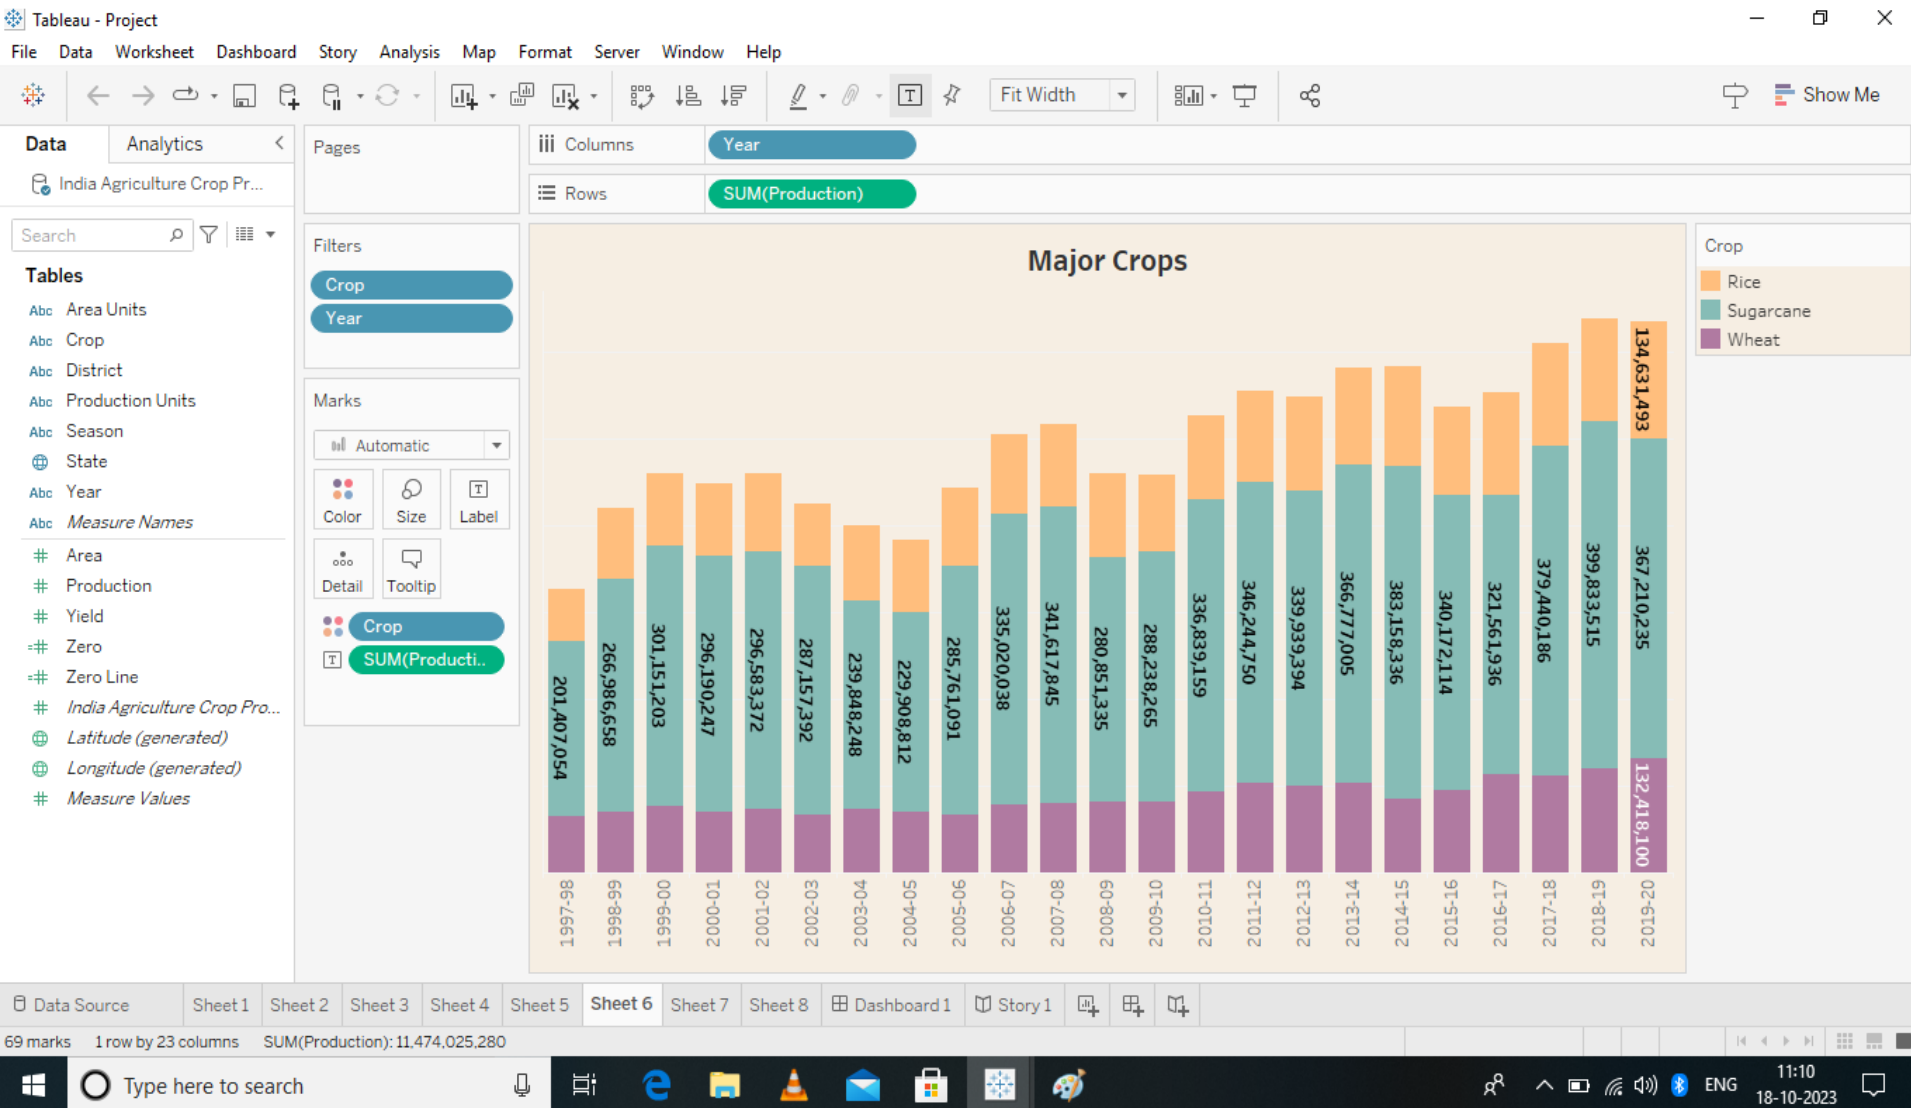 Tableau - Project
File Data Worksheet Dashboard Story Analysis Map Format Server Window Help
Fit Width
Show Me
Data Analytics
India Agriculture Crop Pr...
Search
Tables
Abc Area Units
Abc Crop
Abc District
Abc Production Units
Abc Season
State
Abc Year
Abc Measure Names
# Area
# Production
# Yield
=# Zero
=# Zero Line
# India Agriculture Crop Pro...
Latitude (generated)
Longitude (generated)
# Measure Values
Pages
Filters
Crop
Year
Marks
Automatic
Color Size T Label
Detail Tooltip
Crop
T SUM(Producti..
Columns Year
Rows SUM(Production)
Major Crops
134,631,493
201,407,054
266,986,658
301,151,203
296,190,247
296,583,372
287,157,392
239,848,248
229,908,812
285,761,091
335,020,038
341,617,845
280,851,335
288,238,265
336,839,159
346,244,750
339,939,394
366,777,005
383,158,336
340,172,114
321,561,936
379,440,186
399,833,515
367,210,235
132,418,100
1997-98
1998-99
1999-00
2000-01
2001-02
2002-03
2003-04
2004-05
2005-06
2006-07
2007-08
2008-09
2009-10
2010-11
2011-12
2012-13
2013-14
2014-15
2015-16
2016-17
2017-18
2018-19
2019-20
Crop
Rice
Sugarcane
Wheat
Data Source Sheet 1 Sheet 2 Sheet 3 Sheet 4 Sheet 5 Sheet 6 Sheet 7 Sheet 8 Dashboard 1 Story 1
69 marks 1 row by 23 columns SUM(Production): 11,474,025,280
Type here to search
ENG
11:10
18-10-2023